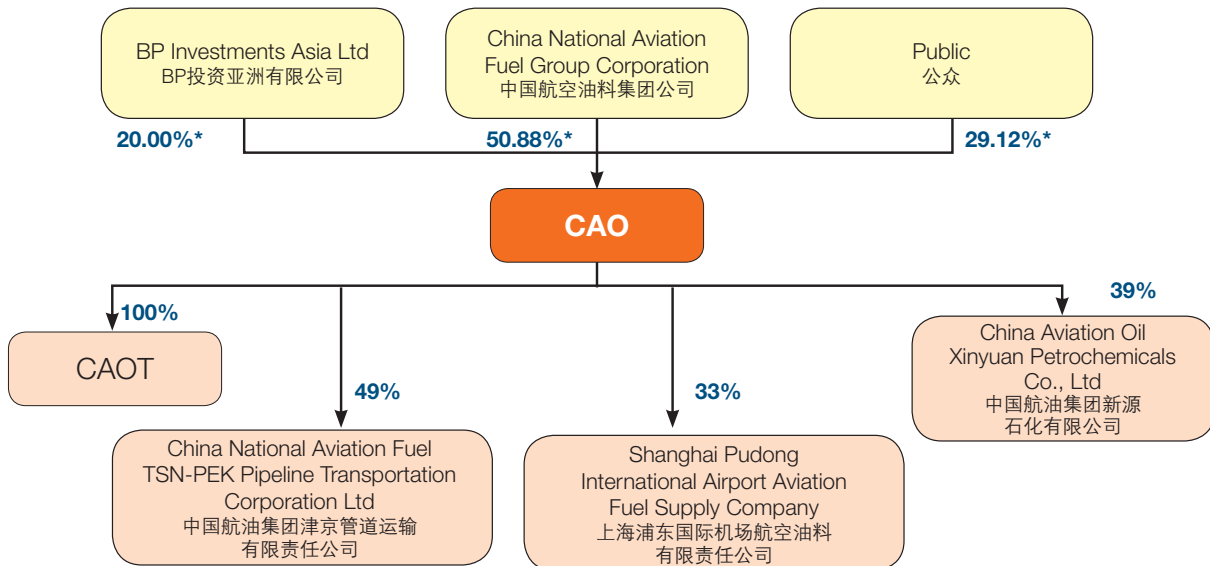 BP Investments Asia Ltd
BP投资亚洲有限公司
China National Aviation
Fuel Group Corporation
中国航空油料集团公司
Public
公众
20.00%*
50.88%*
29.12%*
CAO
100%
CAOT
49%
China National Aviation Fuel
TSN-PEK Pipeline Transportation
Corporation Ltd
中国航油集团津京管道运输
有限责任公司
33%
Shanghai Pudong
International Airport Aviation
Fuel Supply Company
上海浦东国际机场航空油料
有限责任公司
39%
China Aviation Oil
Xinyuan Petrochemicals
Co., Ltd
中国航油集团新源
石化有限公司